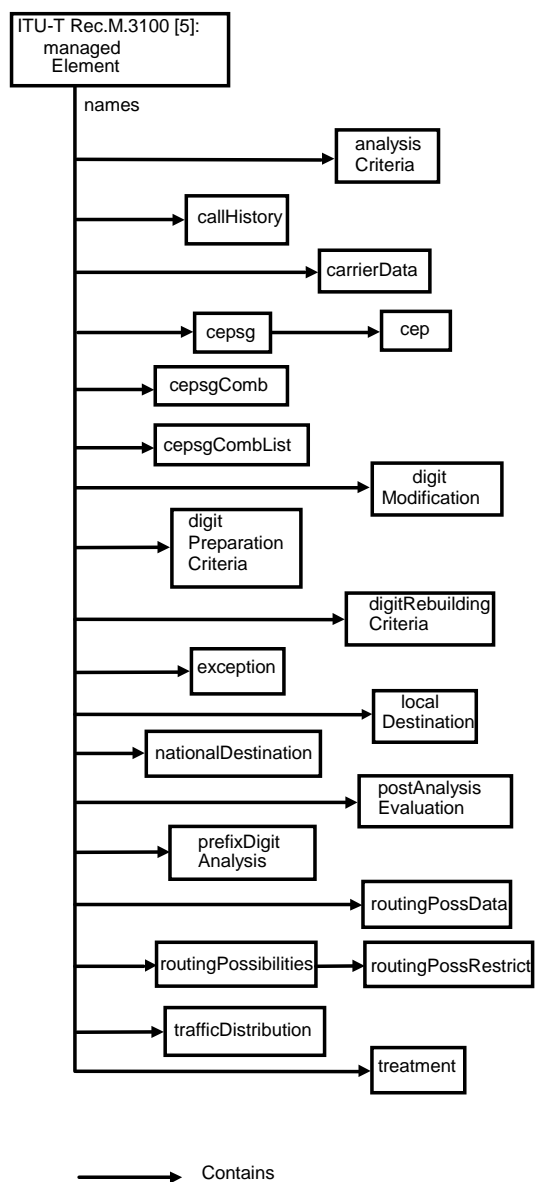 ITU-T Rec.M.3100 [5]:
managed
Element
names
analysis
Criteria
callHistory
carrierData
cepsg
cep
cepsgComb
cepsgCombList
digit
Modification
digit
Preparation
Criteria
digitRebuilding
Criteria
exception
local
Destination
nationalDestination
postAnalysis
Evaluation
prefixDigit
Analysis
routingPossData
routingPossibilities
routingPossRestrict
trafficDistribution
treatment
Contains